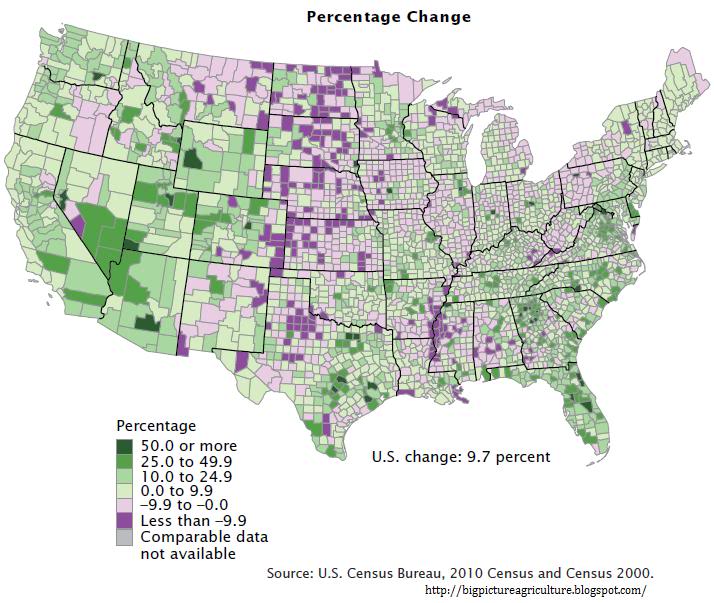 Percentage Change
Percentage
50.0 or more
25.0 to 49.9
10.0 to 24.9
0.0 to 9.9
–9.9 to –0.0
Less than –9.9
Comparable data
not available
U.S. change: 9.7 percent
Source: U.S. Census Bureau, 2010 Census and Census 2000.
http://bigpictureagriculture.blogspot.com/